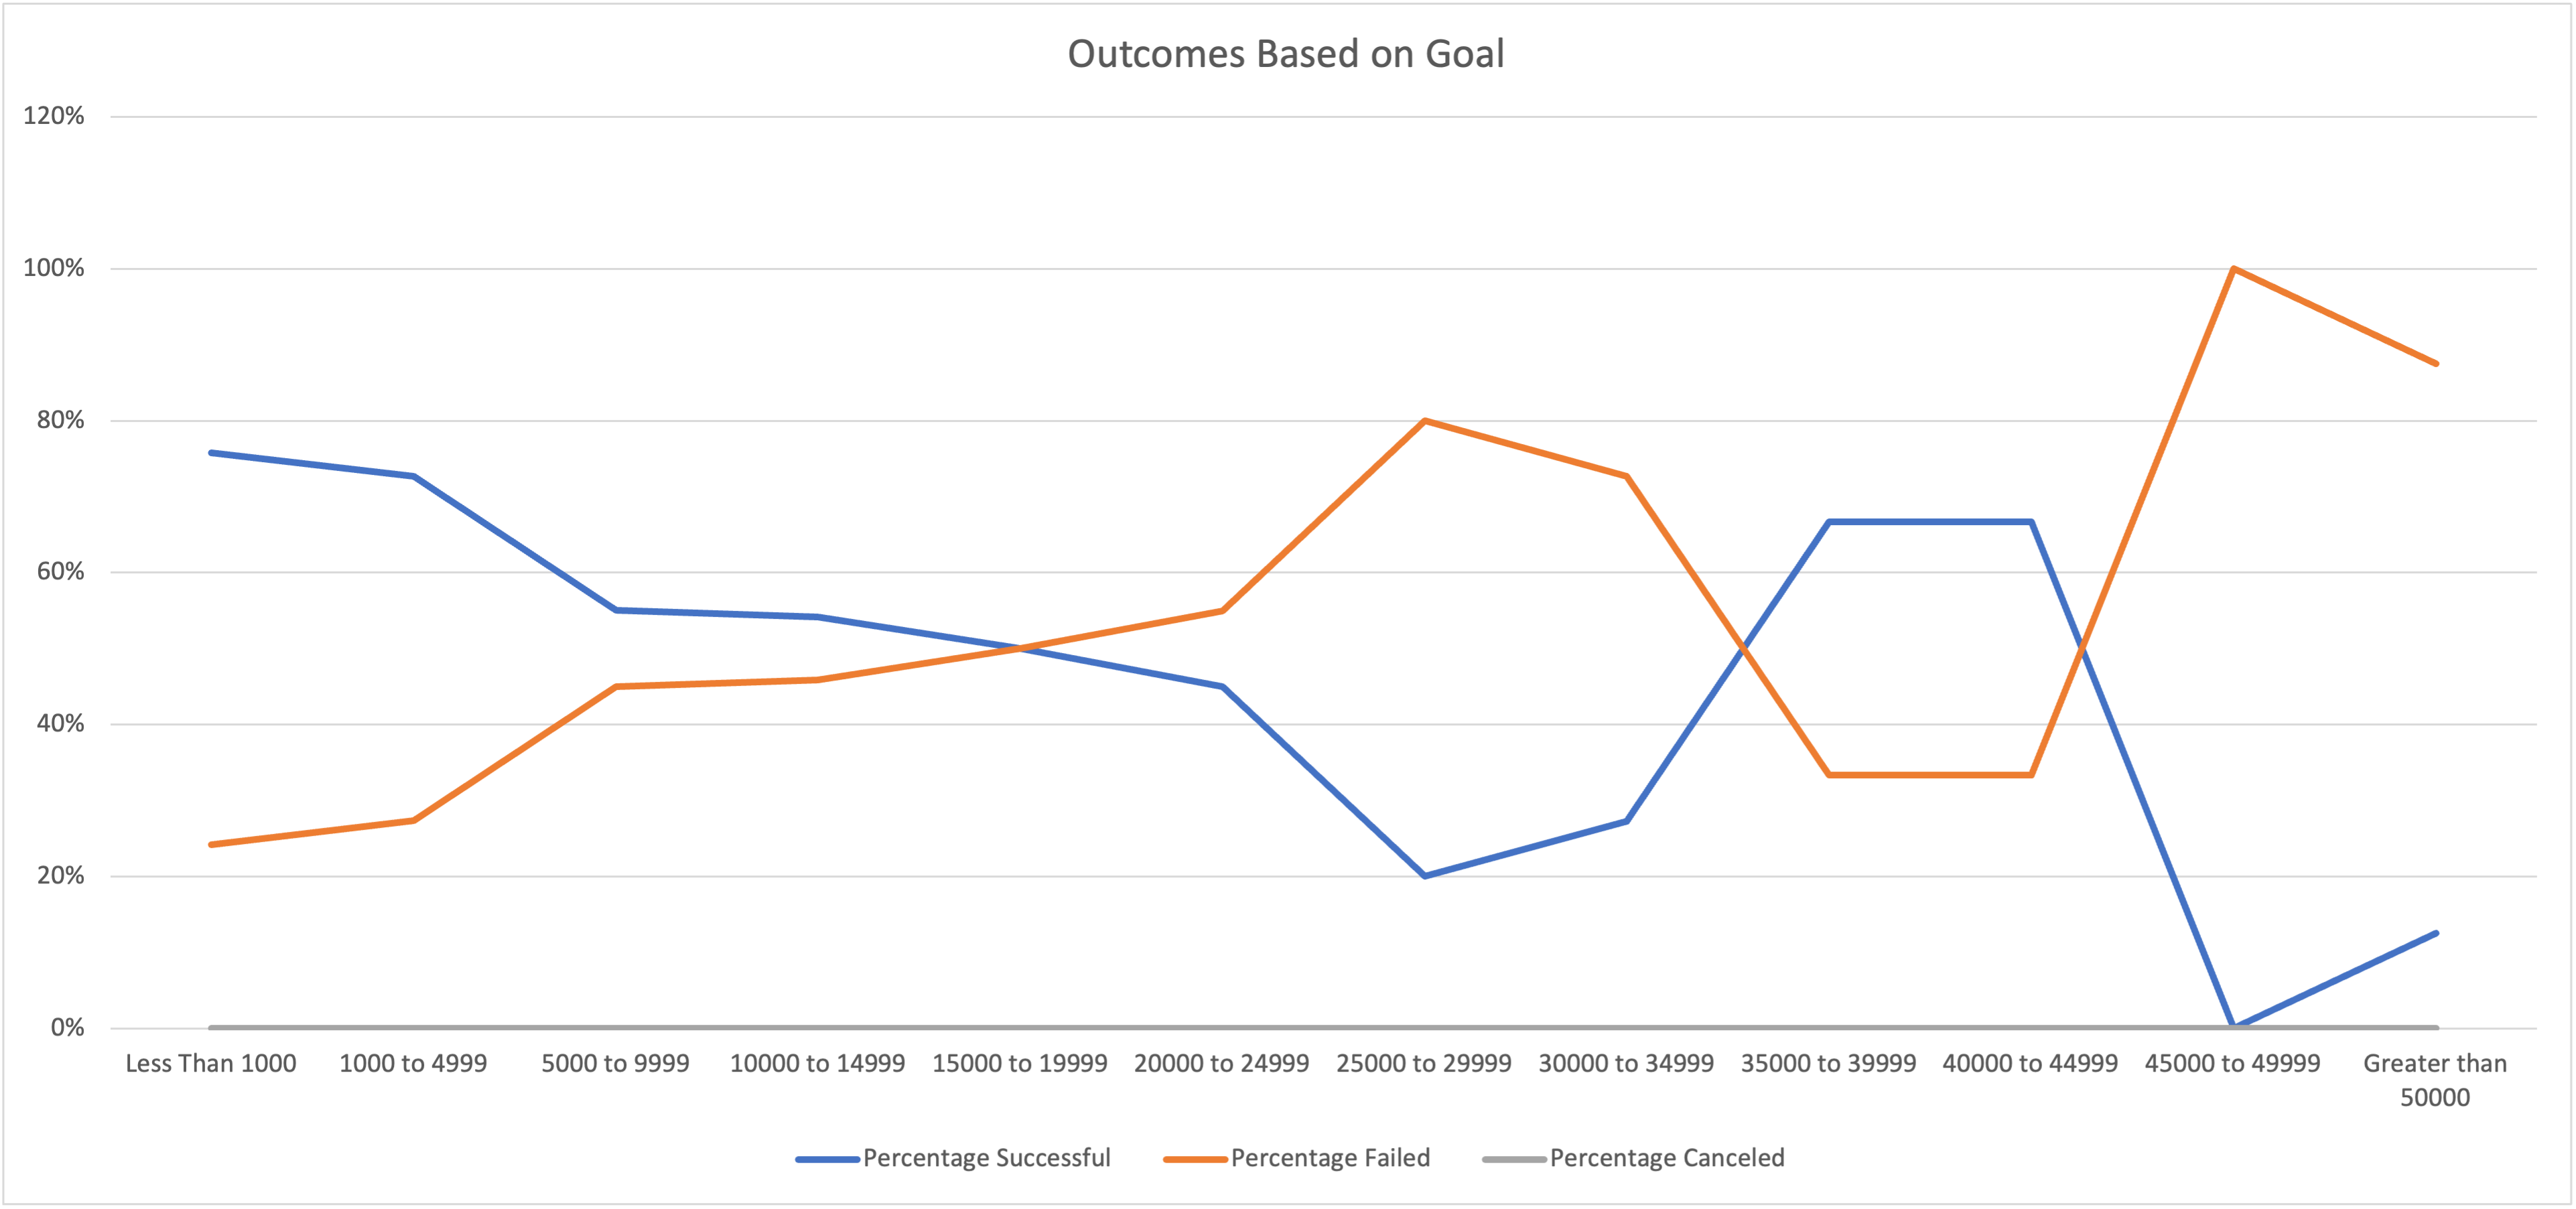 Outcomes Based on Goal
120%
100%
80%
60%
40%
20%
0%
Less Than 1000 1000 to 4999 5000 to 9999 10000 to 14999 15000 to 19999 20000 to 24999 25000 to 29999 30000 to 34999 35000 to 39999 40000 to 44999 45000 to 49999 Greater than
50000
Percentage Successful Percentage Failed Percentage Canceled